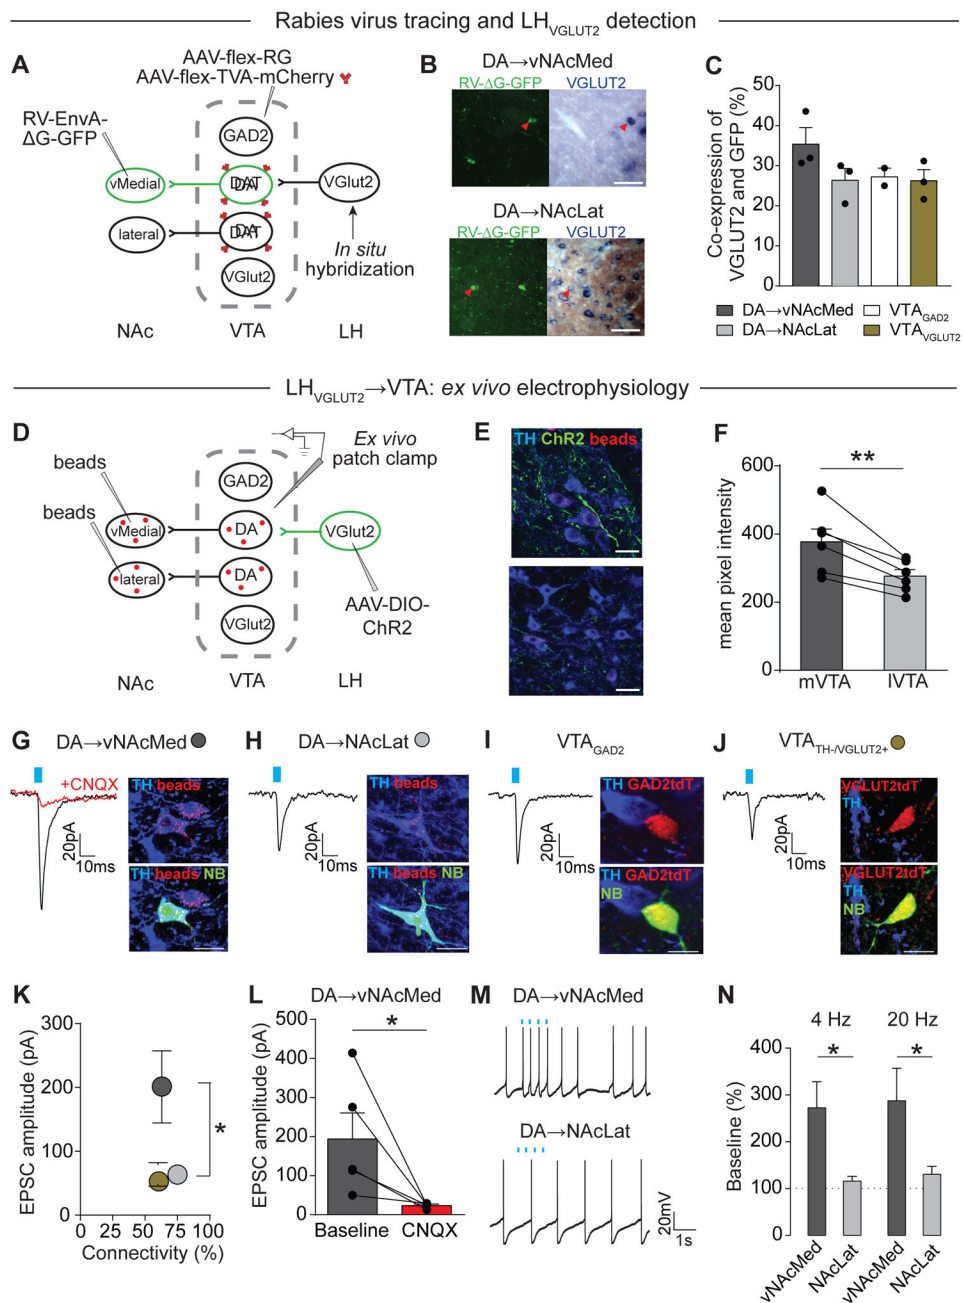 Rabies virus tracing and LHVGLUT2 detection
A
AAV-flex-RG
AAV-flex-TVA-mCherry
RV-EnvA-
ΔG-GFP
GAD2
vMedial
DAT
DA
VGlut2
lateral
DAT
DA
VGlut2
In situ
hybridization
NAc
VTA
LH
B
DA→vNAcMed
RV-ΔG-GFP
VGLUT2
DA→NAcLat
RV-ΔG-GFP
VGLUT2
C
Co-expression of
VGLUT2 and GFP (%)
50
40
30
20
10
0
DA→vNAcMed
VTAGAD2
DA→NAcLat
VTAVGLUT2
LHVGLUT2→VTA: ex vivo electrophysiology
D
Ex vivo
patch clamp
beads
beads
GAD2
vMedial
DA
VGlut2
lateral
DA
VGlut2
AAV-DIO-
ChR2
NAc
VTA
LH
E
TH ChR2 beads
F
**
mean pixel intensity
600
400
200
0
mVTA
lVTA
G
DA→vNAcMed
+CNQX
20pA
10ms
TH beads
TH beads NB
H
DA→NAcLat
20pA
10ms
TH beads
TH beads NB
I
VTAGAD2
20pA
10ms
TH GAD2tdT
TH GAD2tdT
NB
J
VTATH-/VGLUT2+
20pA
10ms
VGLUT2tdT
TH
VGLUT2tdT
TH
NB
K
EPSC amplitude (pA)
300
200
100
0
*
0 25 50 75 100
Connectivity (%)
L
DA→vNAcMed
*
EPSC amplitude (pA)
500
400
300
200
100
0
Baseline
CNQX
M
DA→vNAcMed
DA→NAcLat
20mV
1s
N
4 Hz
20 Hz
*
*
Baseline (%)
400
300
200
100
0
vNAcMed
NAcLat
vNAcMed
NAcLat